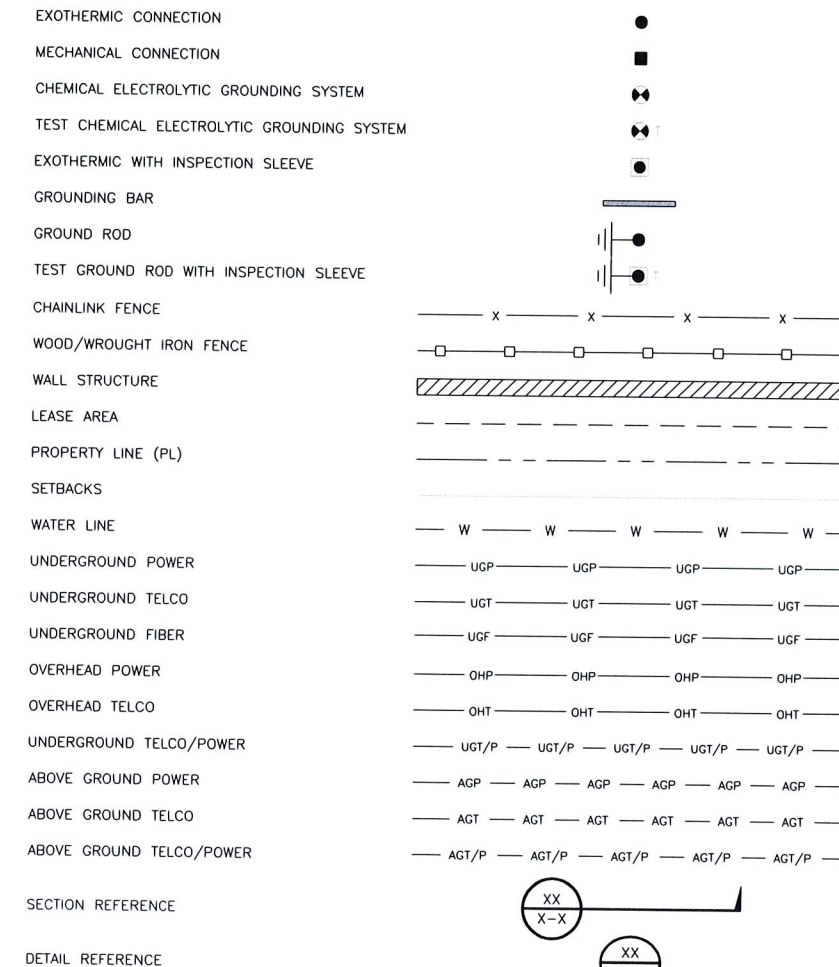 EXOTHERMIC CONNECTION
MECHANICAL CONNECTION
CHEMICAL ELECTROLYTIC GROUNDING SYSTEM
TEST CHEMICAL ELECTROLYTIC GROUNDING SYSTEM T
EXOTHERMIC WITH INSPECTION SLEEVE
GROUNDING BAR
GROUND ROD
TEST GROUND ROD WITH INSPECTION SLEEVE T
CHAINLINK FENCE X X X X
WOOD/WROUGHT IRON FENCE
WALL STRUCTURE
LEASE AREA
PROPERTY LINE (PL)
SETBACKS
WATER LINE W W W W W
UNDERGROUND POWER UGP UGP UGP UGP
UNDERGROUND TELCO UGT UGT UGT UGT
UNDERGROUND FIBER UGF UGF UGF UGF
OVERHEAD POWER OHP OHP OHP OHP
OVERHEAD TELCO OHT OHT OHT OHT
UNDERGROUND TELCO/POWER UGT/P UGT/P UGT/P UGT/P UGT/P
ABOVE GROUND POWER AGP AGP AGP AGP AGP AGP
ABOVE GROUND TELCO AGT AGT AGT AGT AGT AGT
ABOVE GROUND TELCO/POWER AGT/P AGT/P AGT/P AGT/P AGT/P
XX
SECTION REFERENCE
X-X
XX
DETAIL REFERENCE